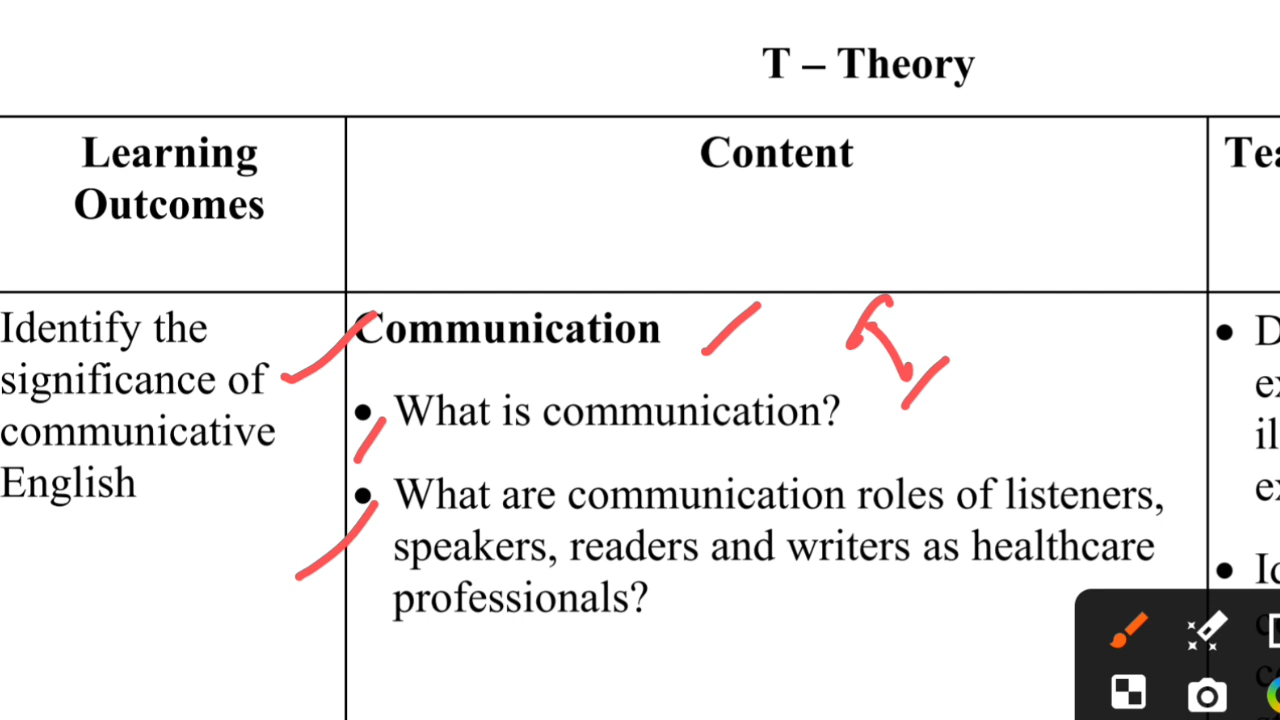 T – Theory
Learning
Outcomes
Content
Identify the
significance of
communicative
English
Communication
• What is communication?
• What are communication roles of listeners,
speakers, readers and writers as healthcare
professionals?